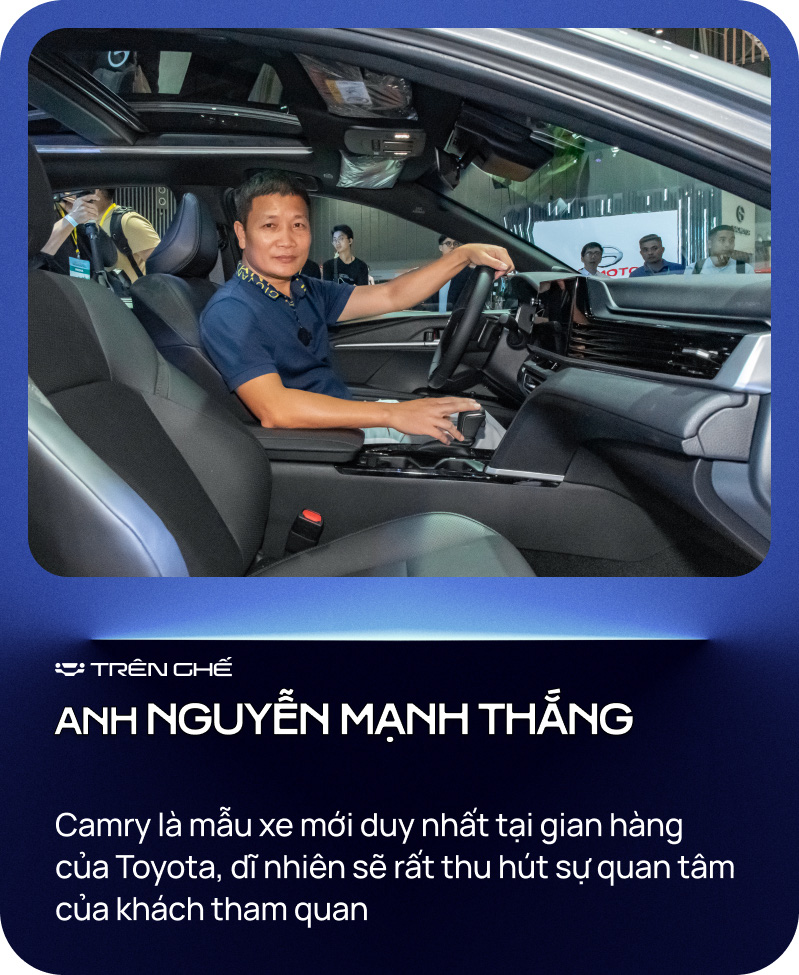 MOTO
TRÊN GHẾ
ANH NGUYỄN MẠNH THẮNG
Camry là mẫu xe mới duy nhất tại gian hàng
của Toyota, dĩ nhiên sẽ rất thu hút sự quan tâm
của khách tham quan